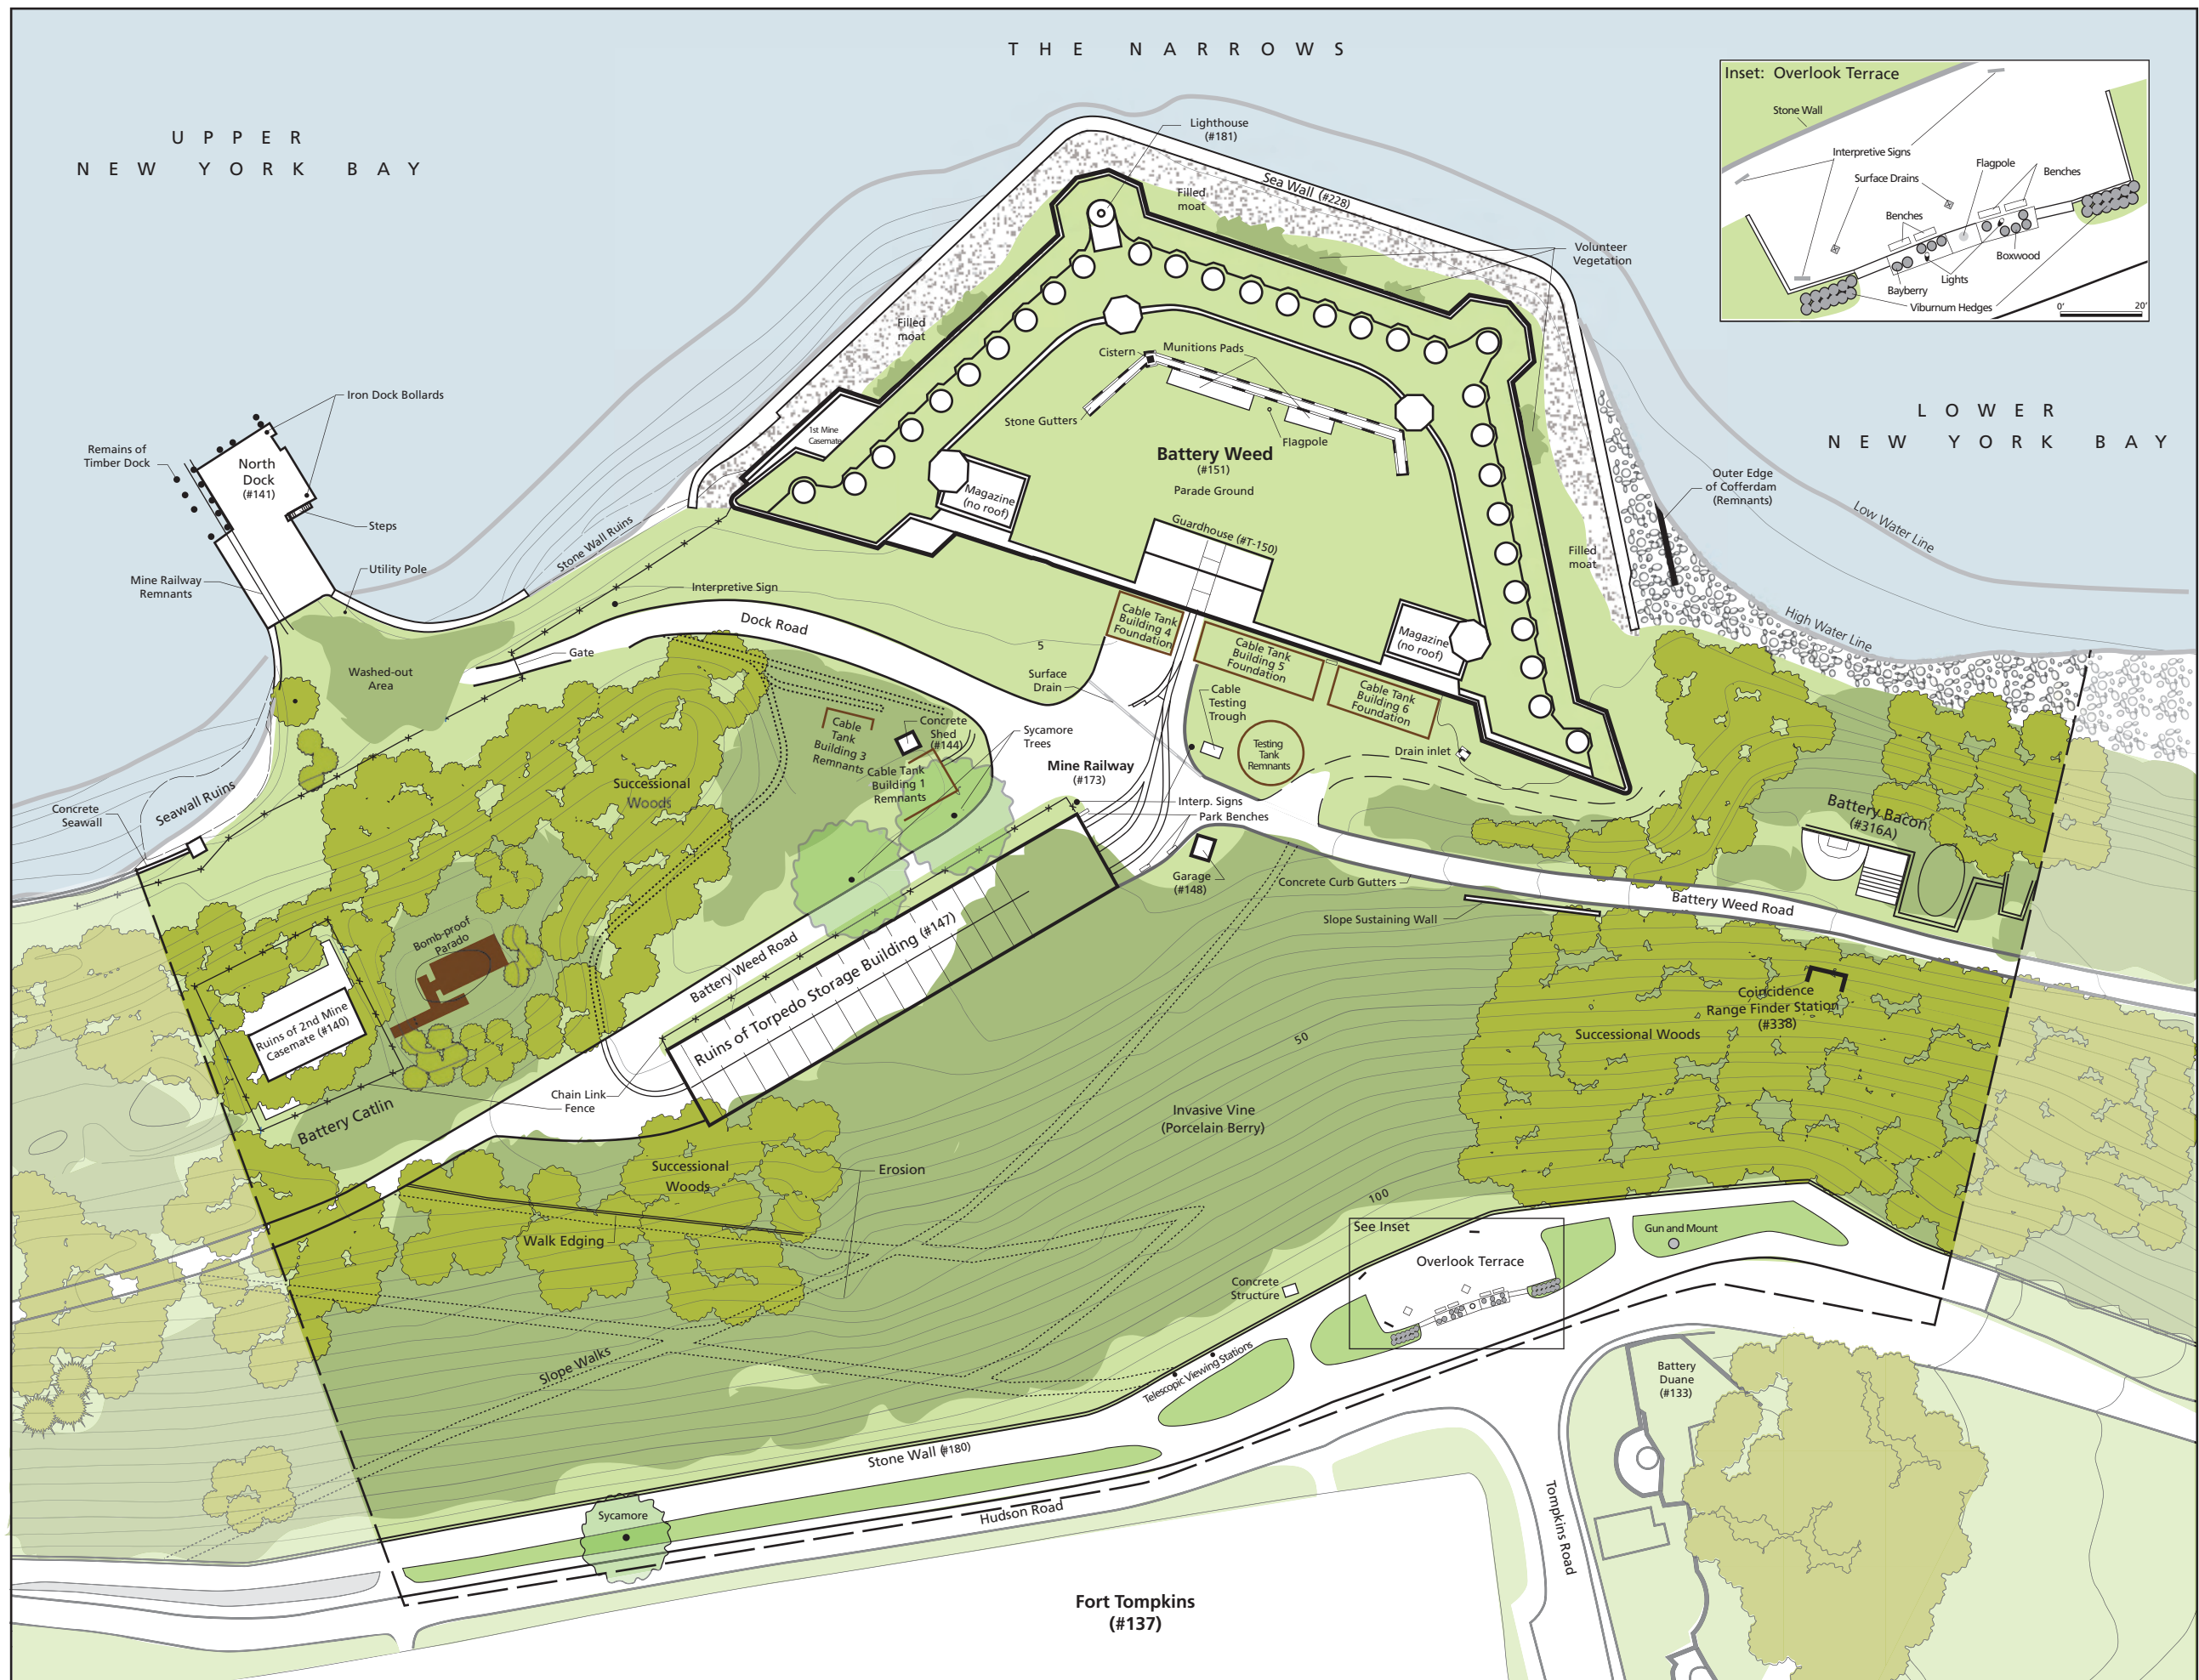 THE NARROWS
UPPER
NEW YORK BAY
Inset: Overlook Terrace
Stone Wall
Interpretive Signs
Surface Drains
Flagpole
Benches
Benches
Boxwood
Lights
Bayberry
Viburnum Hedges
0'
20'
Lighthouse
(#181)
Sea Wall (#228)
Filled
moat
Volunteer
Vegetation
Filled
moat
LOWER
NEW YORK BAY
Iron Dock Bollards
Remains of
Timber Dock
North
Dock
(#141)
Steps
Utility Pole
Mine Railway
Remnants
Stone Wall Ruins
1st Mine
Casemate
Cistern
Munitions Pads
Stone Gutters
Flagpole
Battery Weed
(#151)
Parade Ground
Magazine
(no roof)
Guardhouse (#T-150)
Outer Edge
of Cofferdam
(Remnants)
Low Water Line
High Water Line
Filled
moat
Magazine
(no roof)
Interpretive Sign
Dock Road
Gate
Washed-out
Area
5
Surface
Drain
Cable Tank
Building 4
Foundation
Cable Tank
Building 5
Foundation
Cable Tank
Building 6
Foundation
Cable
Testing
Trough
Testing
Tank
Remnants
Drain inlet
Cable
Tank
Building 3
Remnants
Concrete
Shed
(#144)
Sycamore
Trees
Cable Tank
Building 1
Remnants
Mine Railway
(#173)
Interp. Signs
Park Benches
Garage
(#148)
Concrete Curb Gutters
Slope Sustaining Wall
Battery Weed Road
Battery Bacon
(#316A)
Successional
Woods
Seawall Ruins
Concrete
Seawall
Bomb-proof
Parado
Ruins of 2nd Mine
Casemate (#140)
Battery Weed Road
Ruins of Torpedo Storage Building (#147)
Chain Link
Fence
Battery Catlin
Coincidence
Range Finder Station
(#338)
Successional Woods
50
Invasive Vine
(Porcelain Berry)
100
Successional
Woods
Erosion
Walk Edging
Slope Walks
See Inset
Overlook Terrace
Gun and Mount
Concrete
Structure
Telescopic Viewing Stations
Battery
Duane
(#133)
Stone Wall (#180)
Sycamore
Hudson Road
Tompkins Road
Fort Tompkins
(#137)